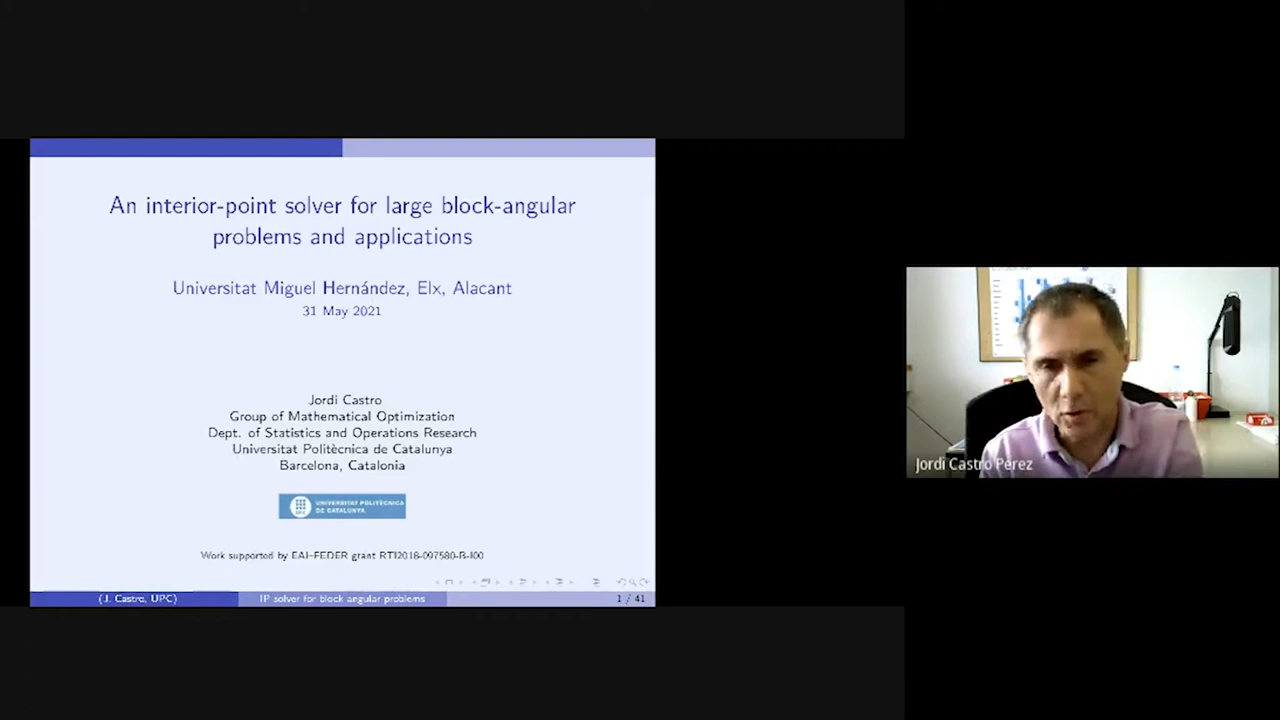 An interior-point solver for large block-angular
problems and applications
Universitat Miguel Hernández, Elx, Alacant
31 May 2021
Jordi Castro
Group of Mathematical Optimization
Dept. of Statistics and Operations Research
Universitat Politècnica de Catalunya
Barcelona, Catalonia
UNIVERSITAT POLITÈCNICA
DE CATALUNYA
UPC
Work supported by EAI-FEDER grant RTI2018-097580-B-I00
(J. Castro, UPC)
IP solver for block angular problems
1 / 41
Jordi Castro Pérez